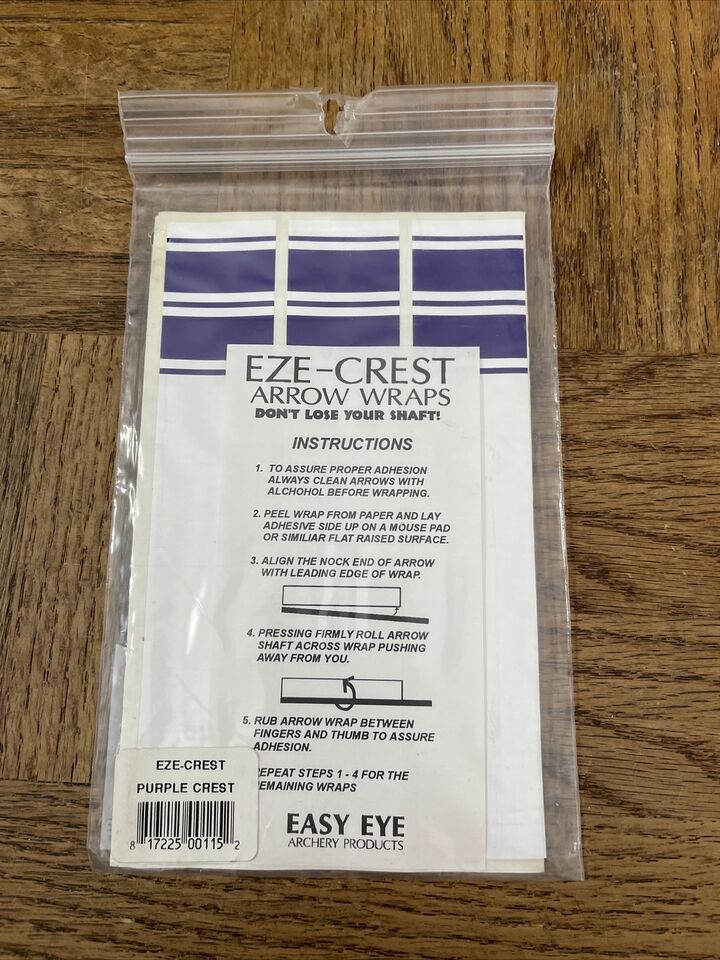 EZE-CREST
ARROW WRAPS
DON'T LOSE YOUR SHAFT!
INSTRUCTIONS
1. TO ASSURE PROPER ADHESION
ALWAYS CLEAN ARROWS WITH
ALCHOHOL BEFORE WRAPPING.
2. PEEL WRAP FROM PAPER AND LAY
ADHESIVE SIDE UP ON A MOUSE PAD
OR SIMILIAR FLAT RAISED SURFACE.
3. ALIGN THE NOCK END OF ARROW
WITH LEADING EDGE OF WRAP.
4. PRESSING FIRMLY ROLL ARROW
SHAFT ACROSS WRAP PUSHING
AWAY FROM YOU.
5. RUB ARROW WRAP BETWEEN
FINGERS AND THUMB TO ASSURE
ADHESION.
EPEAT STEPS 1 - 4 FOR THE
EMAINING WRAPS
EASY EYE
ARCHERY PRODUCTS
EZE-CREST
PURPLE CREST
8 17225 00115 2